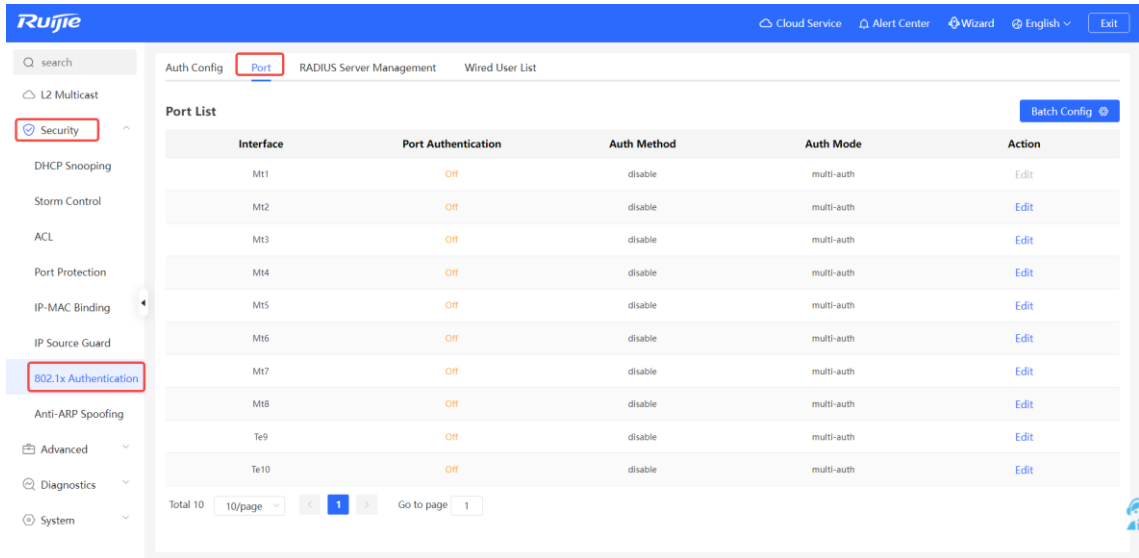 Ruijie
Cloud Service Alert Center Wizard English Exit
search
L2 Multicast
Security
DHCP Snooping
Storm Control
ACL
Port Protection
IP-MAC Binding
IP Source Guard
802.1x Authentication
Anti-ARP Spoofing
Advanced
Diagnostics
System
Auth Config Port RADIUS Server Management Wired User List
Port List Batch Config
Interface Port Authentication Auth Method Auth Mode Action
Mt1 Off disable multi-auth Edit
Mt2 Off disable multi-auth Edit
Mt3 Off disable multi-auth Edit
Mt4 Off disable multi-auth Edit
Mt5 Off disable multi-auth Edit
Mt6 Off disable multi-auth Edit
Mt7 Off disable multi-auth Edit
Mt8 Off disable multi-auth Edit
Te9 Off disable multi-auth Edit
Te10 Off disable multi-auth Edit
Total 10 10/page < 1 > Go to page 1